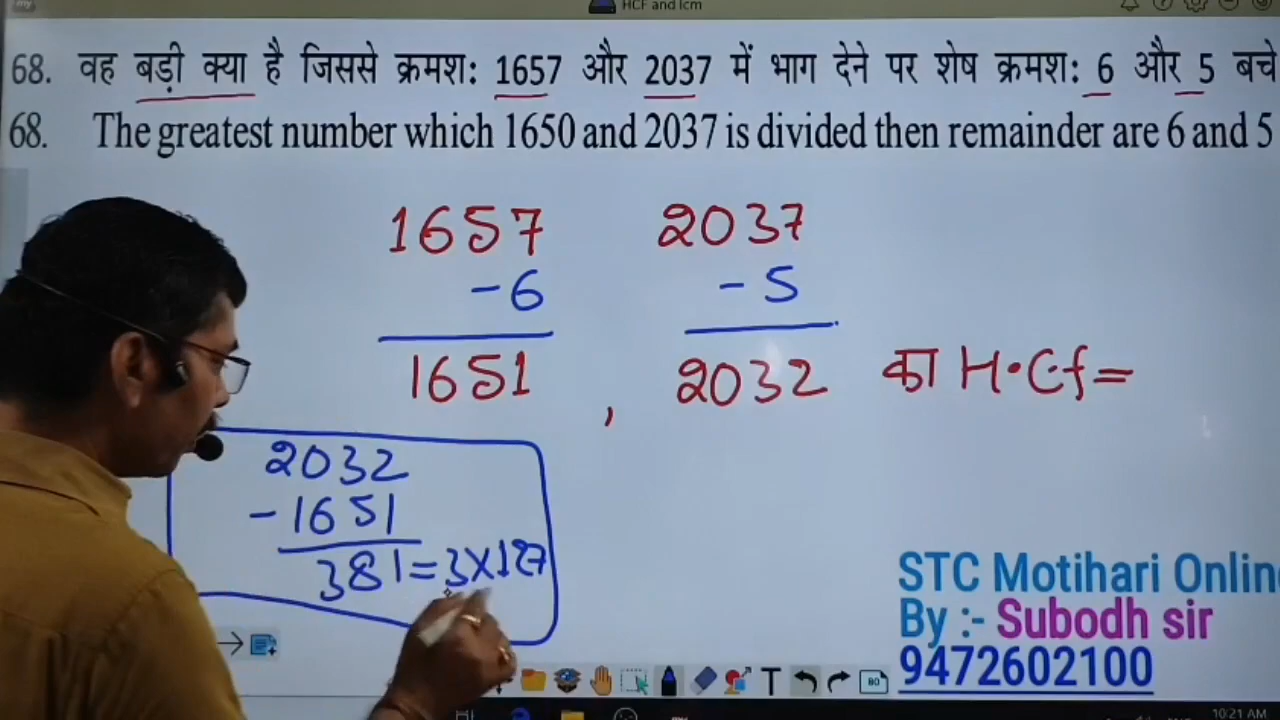 my
HCF and lcm
68. वह बड़ी क्या है जिससे क्रमश: 1657 और 2037 में भाग देने पर शेष क्रमश: 6 और 5 बचे
68. The greatest number which 1650 and 2037 is divided then remainder are 6 and 5
1657 2037
-6 -5
1651 , 2032 का H.C.f=
2032
-1651
381=3×127
STC Motihari Onlin
By :- Subodh sir
9472602100
10:21 AM